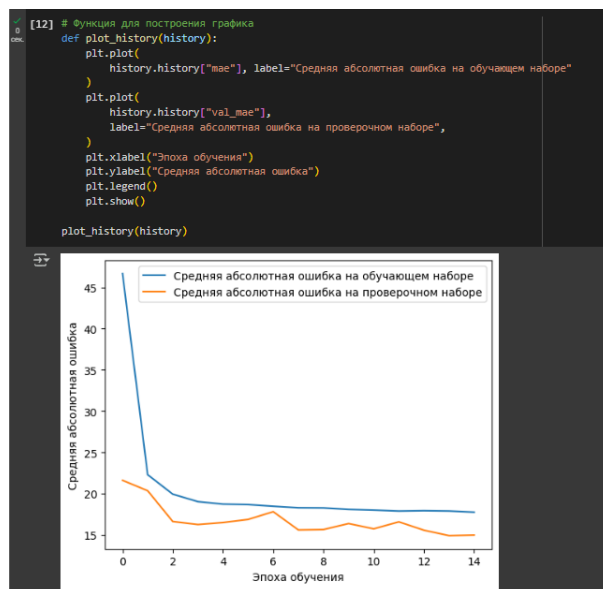 [12] # Функция для построения графика
0
сек.
def plot_history(history):
plt.plot(
history.history["mae"], label="Средняя абсолютная ошибка на обучающем наборе"
)
plt.plot(
history.history["val_mae"],
label="Средняя абсолютная ошибка на проверочном наборе",
)
plt.xlabel("Эпоха обучения")
plt.ylabel("Средняя абсолютная ошибка")
plt.legend()
plt.show()
plot_history(history)
Средняя абсолютная ошибка на обучающем наборе
Средняя абсолютная ошибка на проверочном наборе
Средняя абсолютная ошибка
45
40
35
30
25
20
15
0 2 4 6 8 10 12 14
Эпоха обучения